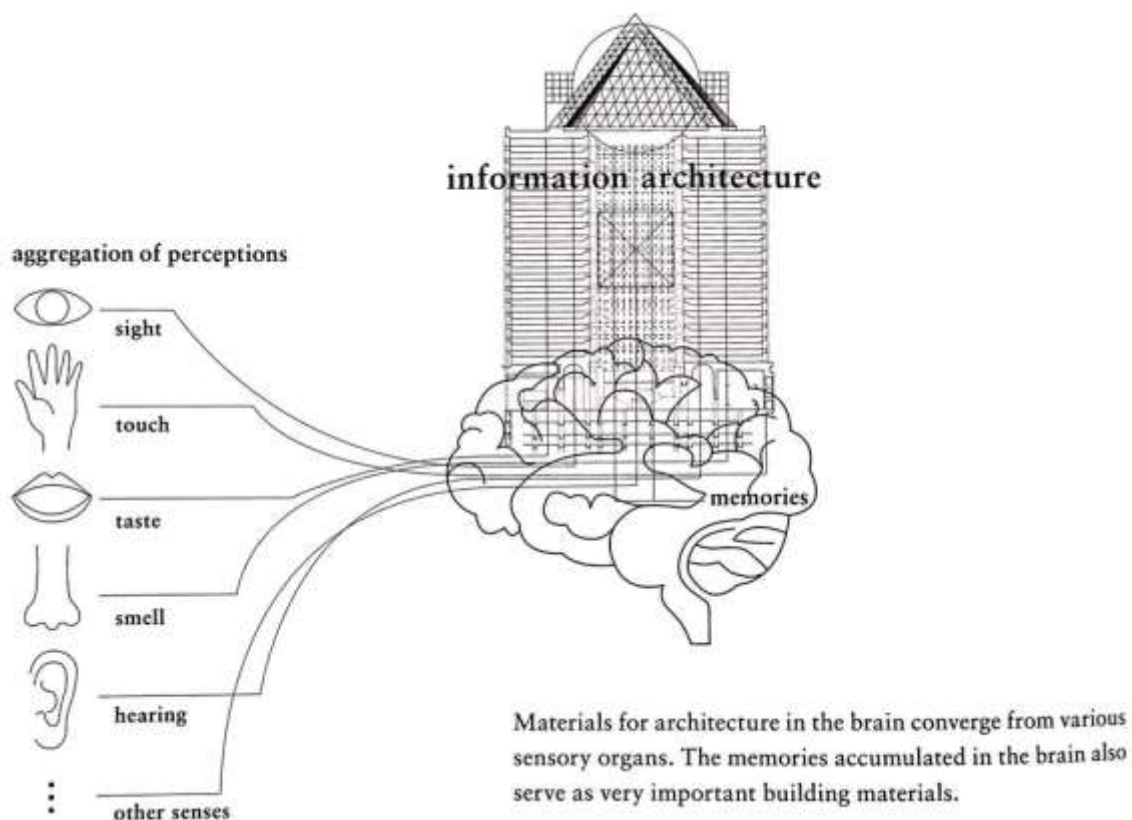 information architecture
aggregation of perceptions
sight
touch
taste
smell
hearing
other senses
memories
Materials for architecture in the brain converge from various
sensory organs. The memories accumulated in the brain also
serve as very important building materials.